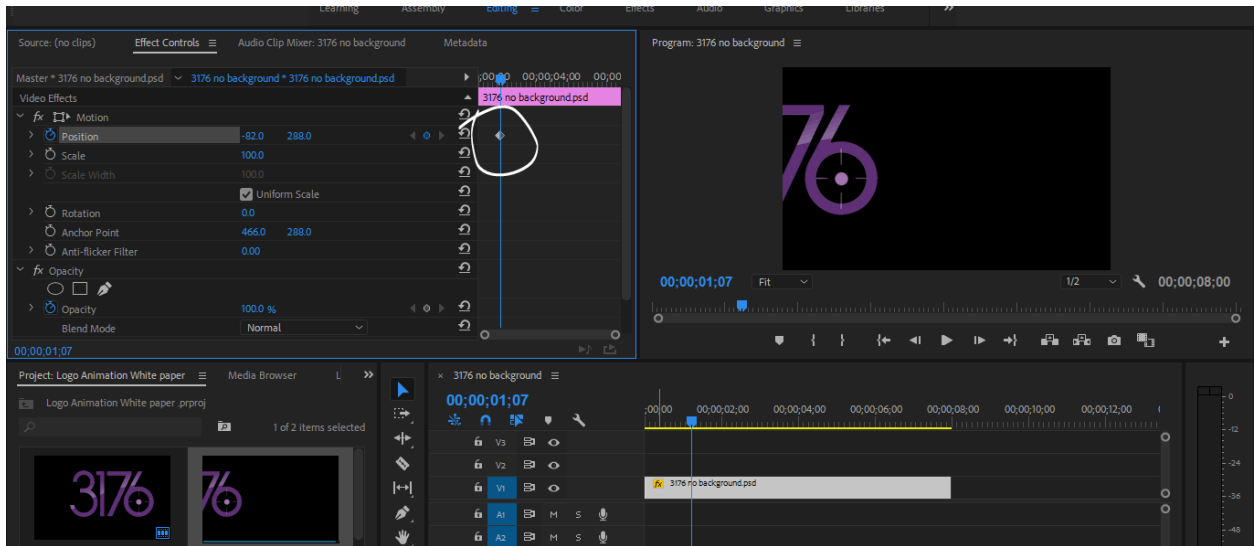 Learning Assembly Editing Color Effects Audio Graphics Libraries
Source: (no clips) Effect Controls Audio Clip Mixer: 3176 no background Metadata
Program: 3176 no background
Master * 3176 no background.psd 3176 no background * 3176 no background.psd
;00;00 00;00;04;00 00;00
Video Effects
3176 no background.psd
fx Motion
Position -82.0 288.0
Scale 100.0
Scale Width 100.0
Uniform Scale
Rotation 0.0
Anchor Point 466.0 288.0
Anti-flicker Filter 0.00
fx Opacity
Opacity 100.0 %
Blend Mode Normal
00;00;01;07
76
00;00;01;07 Fit 1/2 00;00;08;00
Project: Logo Animation White paper Media Browser L
Logo Animation White paper .prproj
1 of 2 items selected
3176
76
× 3176 no background
00;00;01;07
;00;00 00;00;02;00 00;00;04;00 00;00;06;00 00;00;08;00 00;00;10;00 00;00;12;00
V3
V2
V1 fx 3176 no background.psd
A1 M S
A2 M S
0
-12
-24
-36
-48